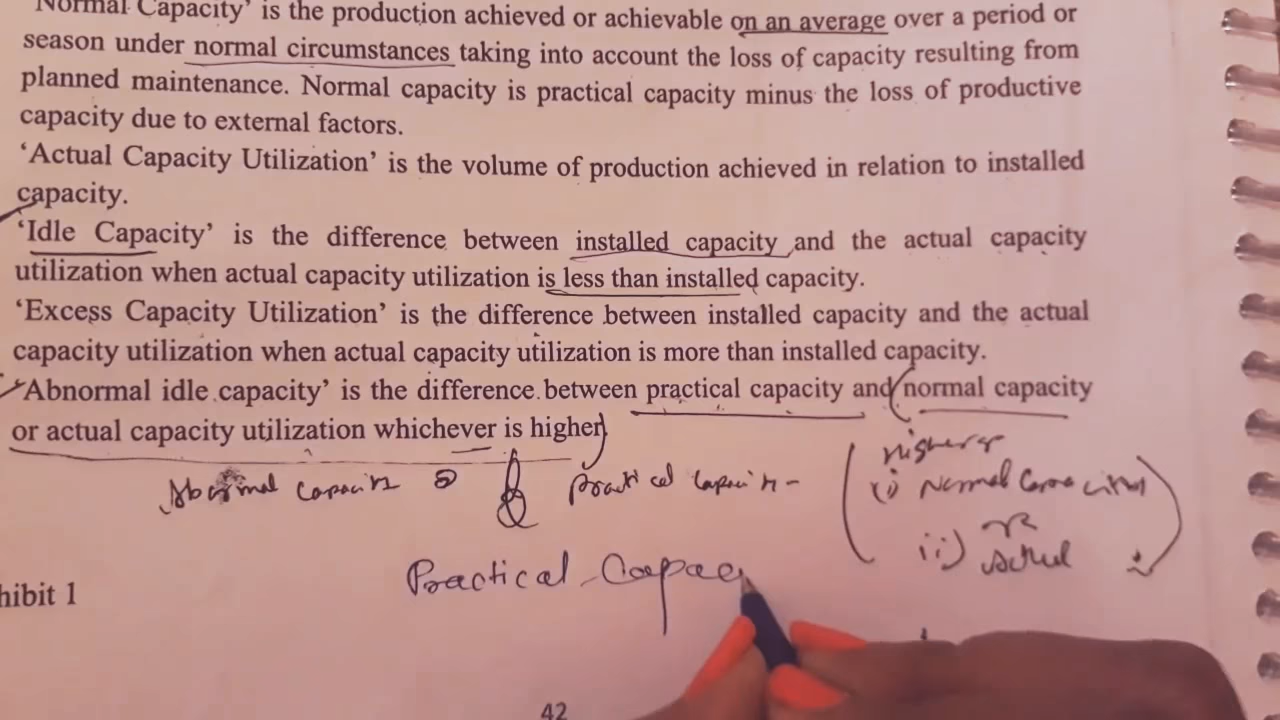 Normal Capacity' is the production achieved or achievable on an average over a period or
season under normal circumstances taking into account the loss of capacity resulting from
planned maintenance. Normal capacity is practical capacity minus the loss of productive
capacity due to external factors.
'Actual Capacity Utilization' is the volume of production achieved in relation to installed
capacity.
'Idle Capacity' is the difference between installed capacity and the actual capacity
utilization when actual capacity utilization is less than installed capacity.
'Excess Capacity Utilization' is the difference between installed capacity and the actual
capacity utilization when actual capacity utilization is more than installed capacity.
'Abnormal idle capacity' is the difference between practical capacity and (normal capacity
or actual capacity utilization whichever is higher)
Abnormal Capacity
Practical Capacity -
Higher of
(i) Normal Capacity
or
ii) Actual
Practical Capac
hibit 1
42